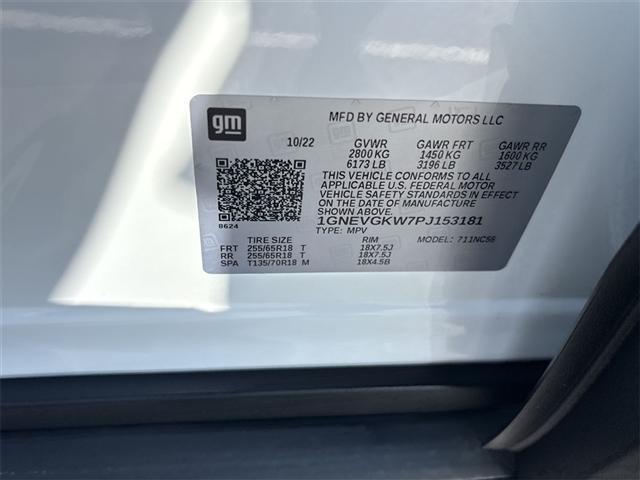 gm
MFD BY GENERAL MOTORS LLC
10/22 GVWR GAWR FRT GAWR RR
2800 KG 1450 KG 1600 KG
6173 LB 3196 LB 3527 LB
THIS VEHICLE CONFORMS TO ALL
APPLICABLE U.S. FEDERAL MOTOR
VEHICLE SAFETY STANDARDS IN EFFECT
ON THE DATE OF MANUFACTURE SHOWN ABOVE.
1GNEVGKW7PJ153181
8624
TYPE: MPV
MODEL: 711NC56
TIRE SIZE RIM
FRT 255/65R18 T 18X7.5J
RR 255/65R18 T 18X7.5J
SPA T135/70R18 M 18X4.5B